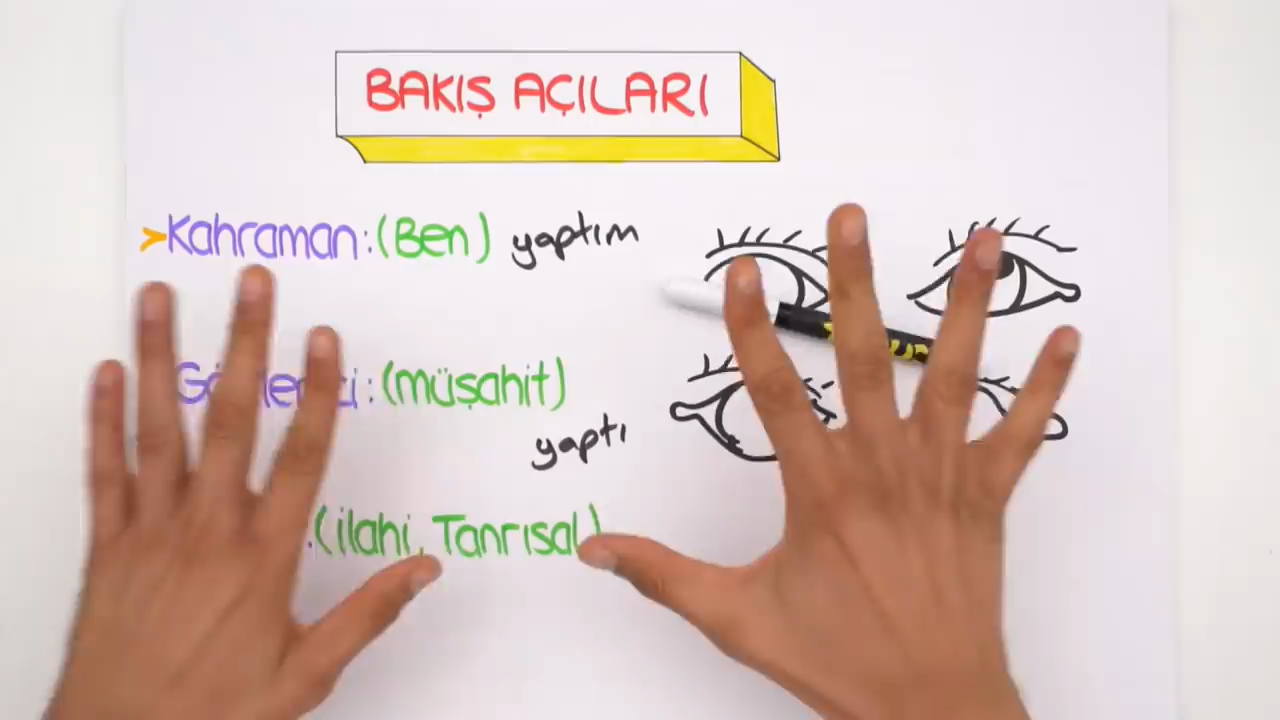 BAKIŞ AÇILARI
Kahraman: (Ben) yaptım
: (müşahit)
yaptı
(ilahi, Tanrısal)